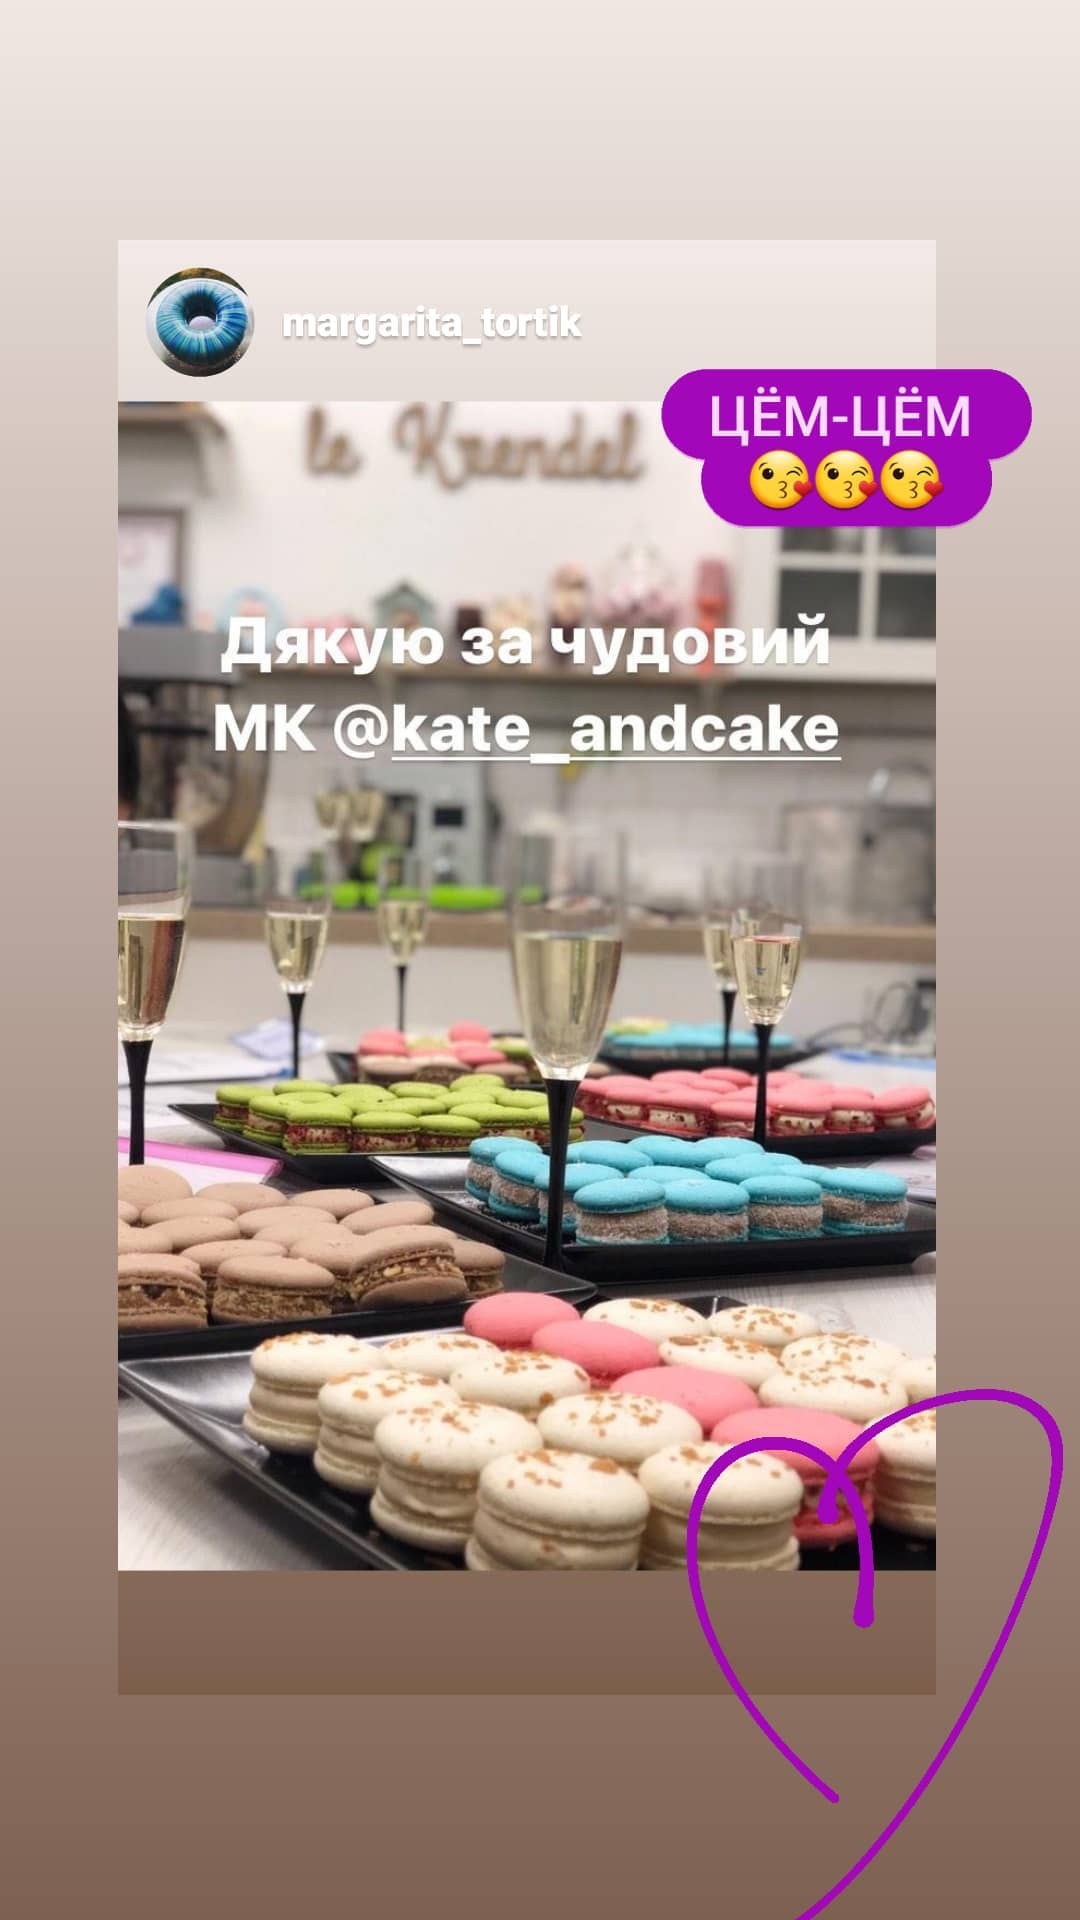 margarita_tortik
ЦЁМ-ЦЁМ
😘😘😘
le Krendel
Дякую за чудовий
МК @kate_andcake